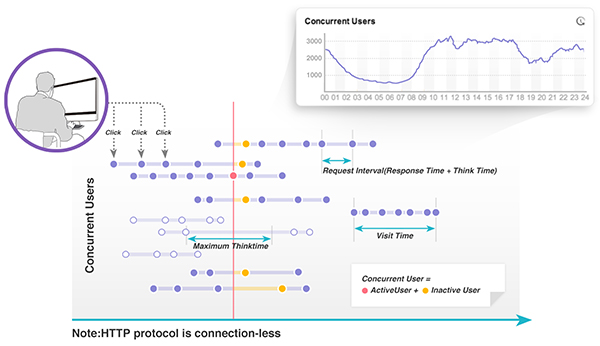 Concurrent Users
3000
2000
1000
00 01 02 03 04 05 06 07 08 09 10 11 12 13 14 15 16 17 18 19 20 21 22 23 24
Click
Click
Click
Request Interval(Response Time + Think Time)
Maximum Thinktime
Visit Time
Concurrent Users
Concurrent User =
ActiveUser + Inactive User
Note:HTTP protocol is connection-less